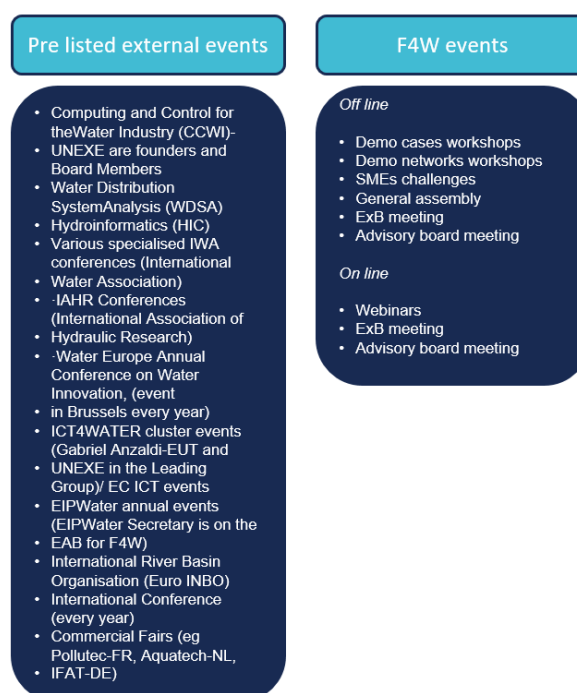 Pre listed external events
• Computing and Control for
theWater Industry (CCWI)-
• UNEXE are founders and
Board Members
• Water Distribution
SystemAnalysis (WDSA)
• Hydroinformatics (HIC)
• Various specialised IWA
conferences (International
• Water Association)
• ·IAHR Conferences
(International Association of
• Hydraulic Research)
• ·Water Europe Annual
Conference on Water
Innovation, (event
• in Brussels every year)
• ICT4WATER cluster events
(Gabriel Anzaldi-EUT and
• UNEXE in the Leading
Group)/ EC ICT events
• EIPWater annual events
(EIPWater Secretary is on the
• EAB for F4W)
• International River Basin
Organisation (Euro INBO)
• International Conference
(every year)
• Commercial Fairs (eg
Pollutec-FR, Aquatech-NL,
• IFAT-DE)
F4W events
Off line
• Demo cases workshops
• Demo networks workshops
• SMEs challenges
• General assembly
• ExB meeting
• Advisory board meeting
On line
• Webinars
• ExB meeting
• Advisory board meeting